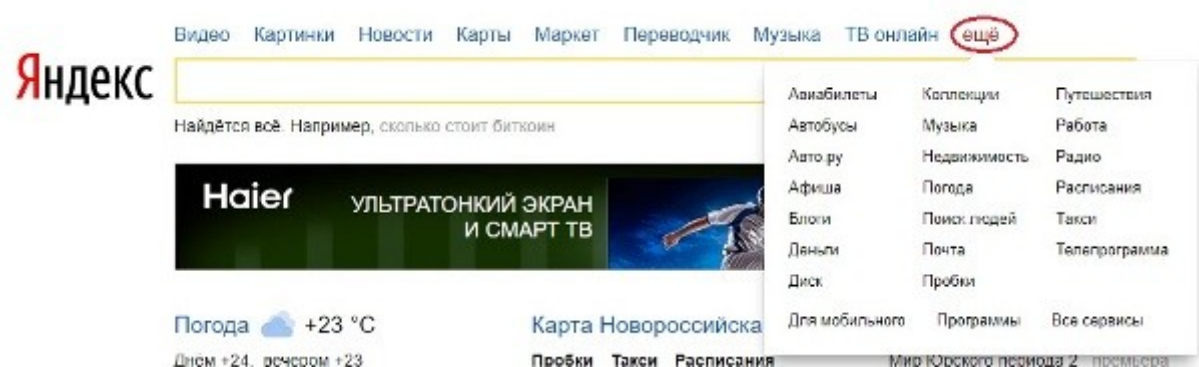 Видео Картинки Новости Карты Маркет Переводчик Музыка ТВ онлайн ещё
Яндекс
Найдётся всё. Например, сколько стоит биткоин
Авиабилеты Коллекции Путешествия
Автобусы Музыка Работа
Авто.ру Недвижимость Радио
Афиша Погода Расписания
Блоги Поиск людей Такси
Деньги Почта Телепрограмма
Диск Пробки
Для мобильного Программы Все сервисы
Haier
УЛЬТРАТОНКИЙ ЭКРАН
И СМАРТ ТВ
Погода +23 °C
Днём +24, вечером +23
Карта Новороссийска
Пробки Такси Расписания
Мир Юрского периода 2 премьера